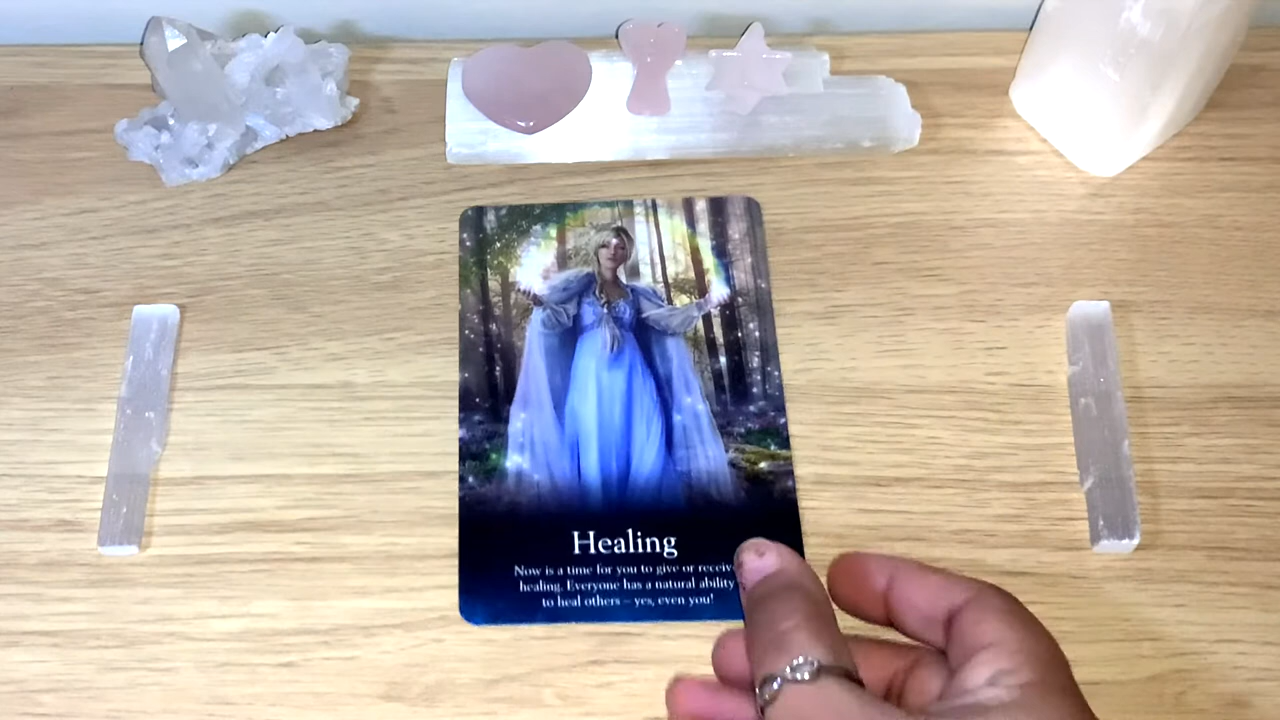 Healing
Now is a time for you to give or receive
healing. Everyone has a natural ability
to heal others – yes, even you!